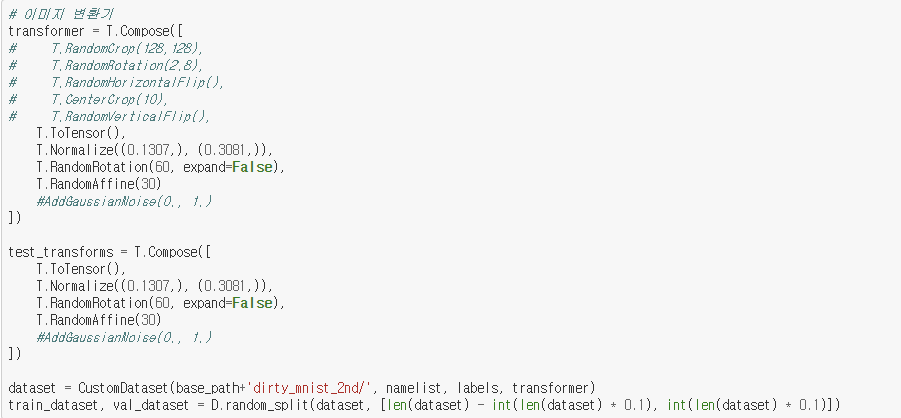 # 이미지 변환기
transformer = T.Compose([
#     T.RandomCrop(128,128),
#     T.RandomRotation(2.8),
#     T.RandomHorizontalFlip(),
#     T.CenterCrop(10),
#     T.RandomVerticalFlip(),
    T.ToTensor(),
    T.Normalize((0.1307,), (0.3081,)),
    T.RandomRotation(60, expand=False),
    T.RandomAffine(30)
    #AddGaussianNoise(0., 1.)
])
test_transforms = T.Compose([
    T.ToTensor(),
    T.Normalize((0.1307,), (0.3081,)),
    T.RandomRotation(60, expand=False),
    T.RandomAffine(30)
    #AddGaussianNoise(0., 1.)
])
dataset = CustomDataset(base_path+'dirty_mnist_2nd/', namelist, labels, transformer)
train_dataset, val_dataset = D.random_split(dataset, [len(dataset) - int(len(dataset) * 0.1), int(len(dataset) * 0.1)])